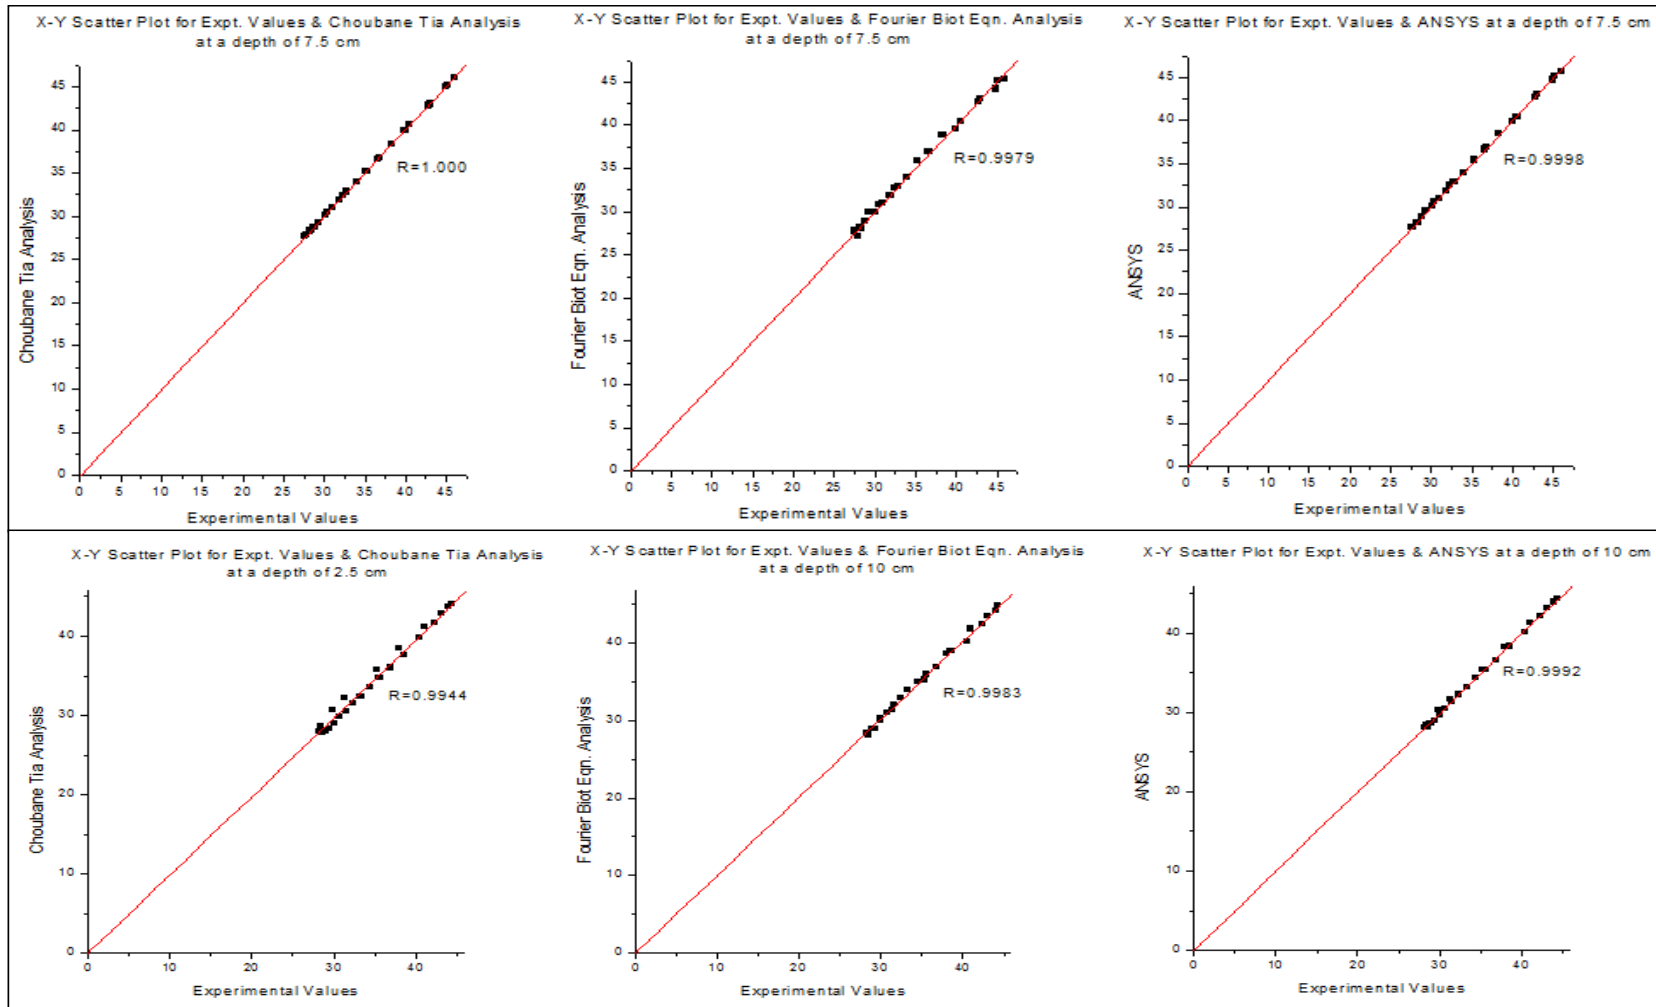 X-Y Scatter Plot for Expt. Values & Choubane Tia Analysis
at a depth of 7.5 cm
45
40
35
30
25
20
15
10
5
0
0 5 10 15 20 25 30 35 40 45
R=1.000
Choubane Tia Analysis
Experimental Values
X-Y Scatter Plot for Expt. Values & Fourier Biot Eqn. Analysis
at a depth of 7.5 cm
45
40
35
30
25
20
15
10
5
0
0 5 10 15 20 25 30 35 40 45
R=0.9979
Fourier Biot Eqn. Analysis
Experimental Values
X-Y Scatter Plot for Expt. Values & ANSYS at a depth of 7.5 cm
45
40
35
30
25
20
15
10
5
0
0 5 10 15 20 25 30 35 40 45
R=0.9998
ANSYS
Experimental Values
X-Y Scatter Plot for Expt. Values & Choubane Tia Analysis
at a depth of 2.5 cm
40
30
20
10
0
0 10 20 30 40
R=0.9944
Choubane Tia Analysis
Experimental Values
X-Y Scatter Plot for Expt. Values & Fourier Biot Eqn. Analysis
at a depth of 10 cm
40
30
20
10
0
0 10 20 30 40
R=0.9983
Fourier Biot Eqn. Analysis
Experimental Values
X-Y Scatter Plot for Expt. Values & ANSYS at a depth of 10 cm
40
30
20
10
0
0 10 20 30 40
R=0.9992
ANSYS
Experimental Values